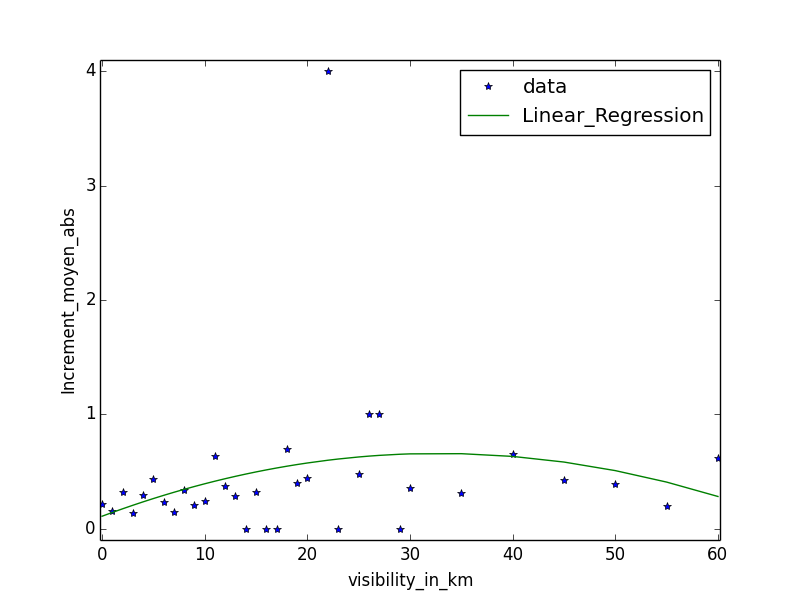 data
Linear_Regression
Increment_moyen_abs
4
3
2
1
0
0 10 20 30 40 50 60
visibility_in_km